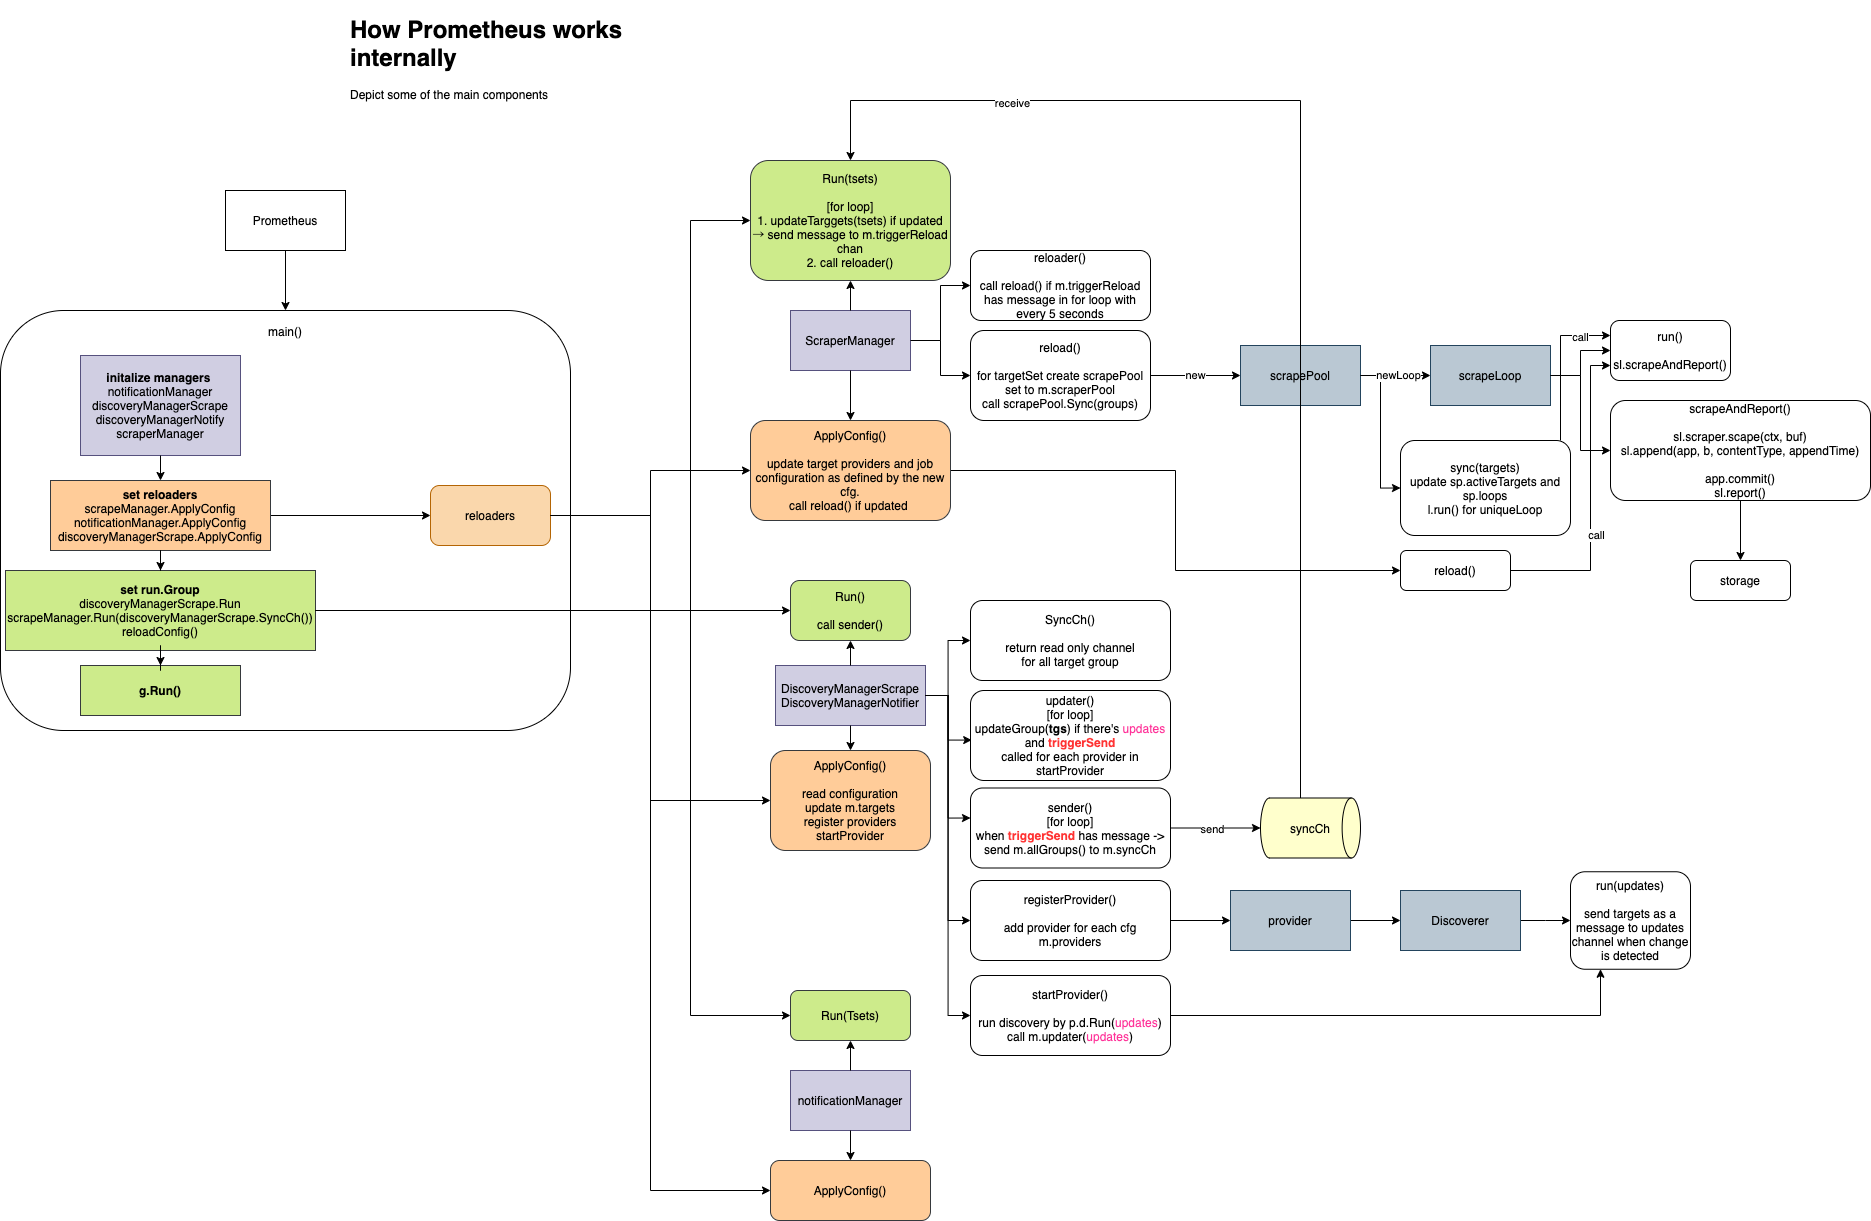 How Prometheus works
internally
Depict some of the main components
Prometheus
main()
initalize managers
notificationManager
discoveryManagerScrape
discoveryManagerNotify
scraperManager
set reloaders
scrapeManager.ApplyConfig
notificationManager.ApplyConfig
discoveryManagerScrape.ApplyConfig
reloaders
set run.Group
discoveryManagerScrape.Run
scrapeManager.Run(discoveryManagerScrape.SyncCh())
reloadConfig()
g.Run()
receive
Run(tsets)
[for loop]
1. updateTarggets(tsets) if updated
→ send message to m.triggerReload
chan
2. call reloader()
ScraperManager
reloader()
call reload() if m.triggerReload
has message in for loop with
every 5 seconds
reload()
for targetSet create scrapePool
set to m.scraperPool
call scrapePool.Sync(groups)
new
scrapePool
newLoop
scrapeLoop
call
run()
sl.scrapeAndReport()
scrapeAndReport()
sl.scraper.scape(ctx, buf)
sl.append(app, b, contentType, appendTime)
app.commit()
sl.report()
sync(targets)
update sp.activeTargets and
sp.loops
l.run() for uniqueLoop
call
reload()
storage
ApplyConfig()
update target providers and job
configuration as defined by the new
cfg.
call reload() if updated
Run()
call sender()
DiscoveryManagerScrape
DiscoveryManagerNotifier
ApplyConfig()
read configuration
update m.targets
register providers
startProvider
SyncCh()
return read only channel
for all target group
updater()
[for loop]
updateGroup(tgs) if there's updates
and triggerSend
called for each provider in
startProvider
sender()
[for loop]
when triggerSend has message ->
send m.allGroups() to m.syncCh
send
syncCh
registerProvider()
add provider for each cfg
m.providers
provider
Discoverer
run(updates)
send targets as a
message to updates
channel when change
is detected
startProvider()
run discovery by p.d.Run(updates)
call m.updater(updates)
Run(Tsets)
notificationManager
ApplyConfig()